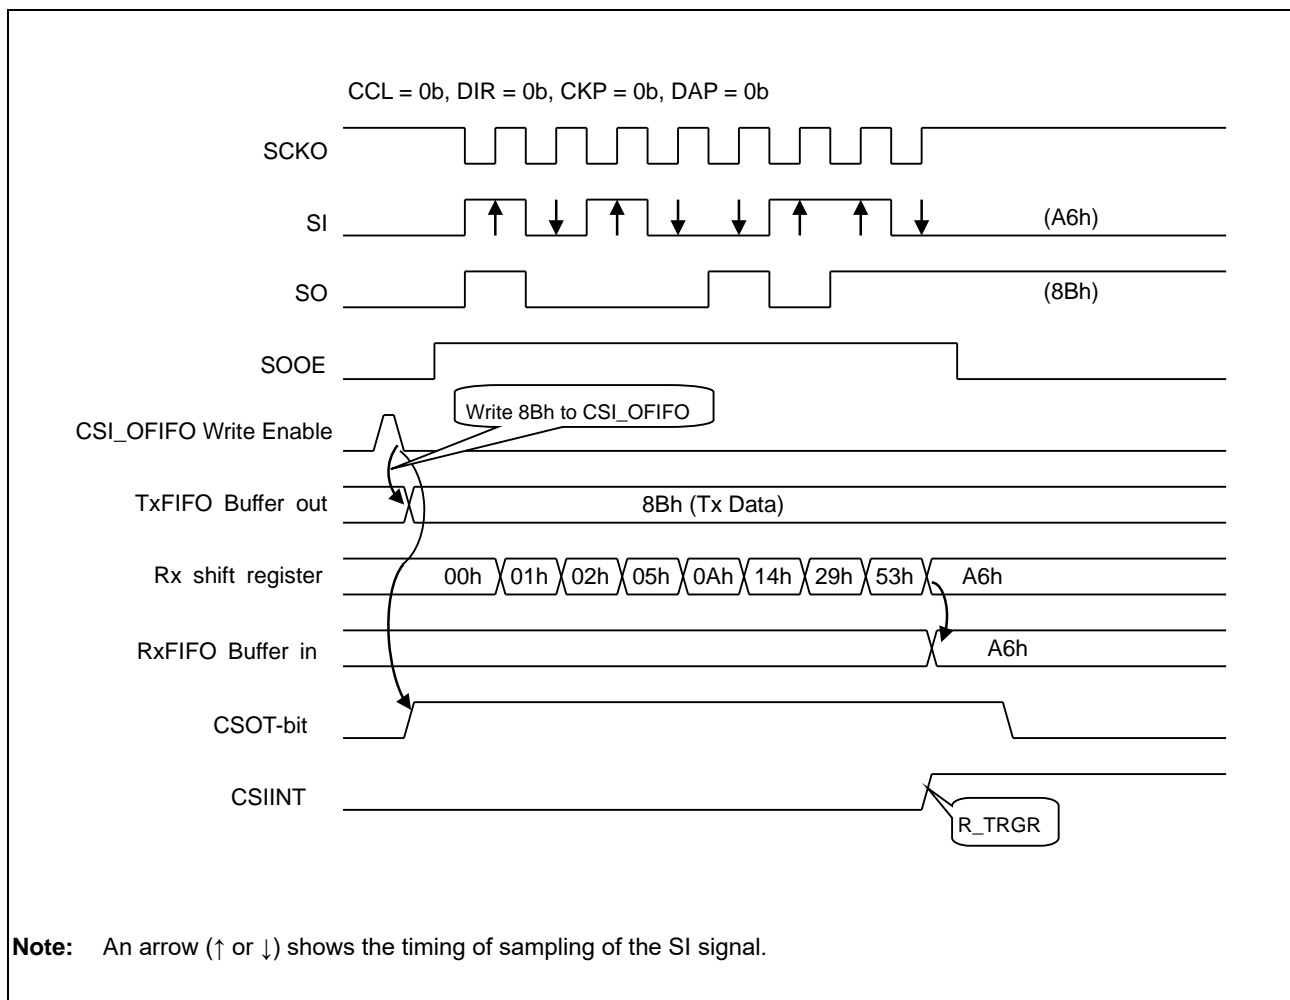 CCL = 0b, DIR = 0b, CKP = 0b, DAP = 0b
SCKO
SI (A6h)
SO (8Bh)
SOOE
Write 8Bh to CSI_OFIFO
CSI_OFIFO Write Enable
TxFIFO Buffer out 8Bh (Tx Data)
Rx shift register 00h 01h 02h 05h 0Ah 14h 29h 53h A6h
RxFIFO Buffer in A6h
CSOT-bit
CSIINT
R_TRGR
Note: An arrow (↑ or ↓) shows the timing of sampling of the SI signal.